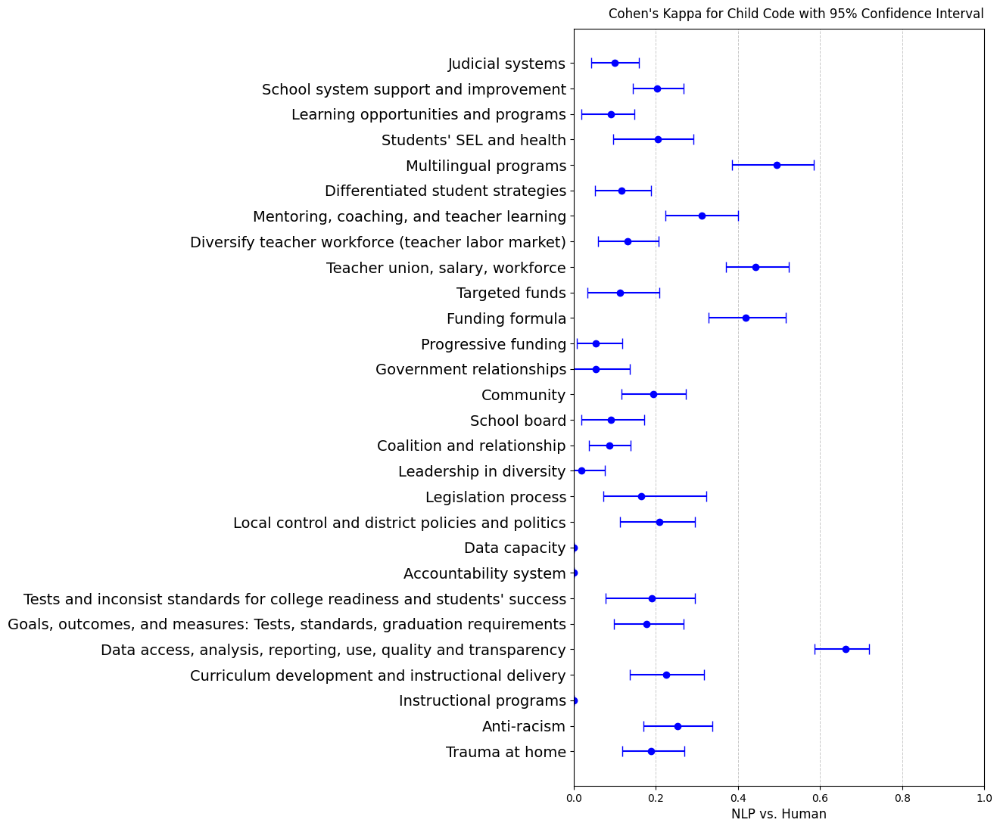 Cohen's Kappa for Child Code with 95% Confidence Interval
Judicial systems
School system support and improvement
Learning opportunities and programs
Students' SEL and health
Multilingual programs
Differentiated student strategies
Mentoring, coaching, and teacher learning
Diversify teacher workforce (teacher labor market)
Teacher union, salary, workforce
Targeted funds
Funding formula
Progressive funding
Government relationships
Community
School board
Coalition and relationship
Leadership in diversity
Legislation process
Local control and district policies and politics
Data capacity
Accountability system
Tests and inconsist standards for college readiness and students' success
Goals, outcomes, and measures: Tests, standards, graduation requirements
Data access, analysis, reporting, use, quality and transparency
Curriculum development and instructional delivery
Instructional programs
Anti-racism
Trauma at home
0.0 0.2 0.4 0.6 0.8 1.0
NLP vs. Human